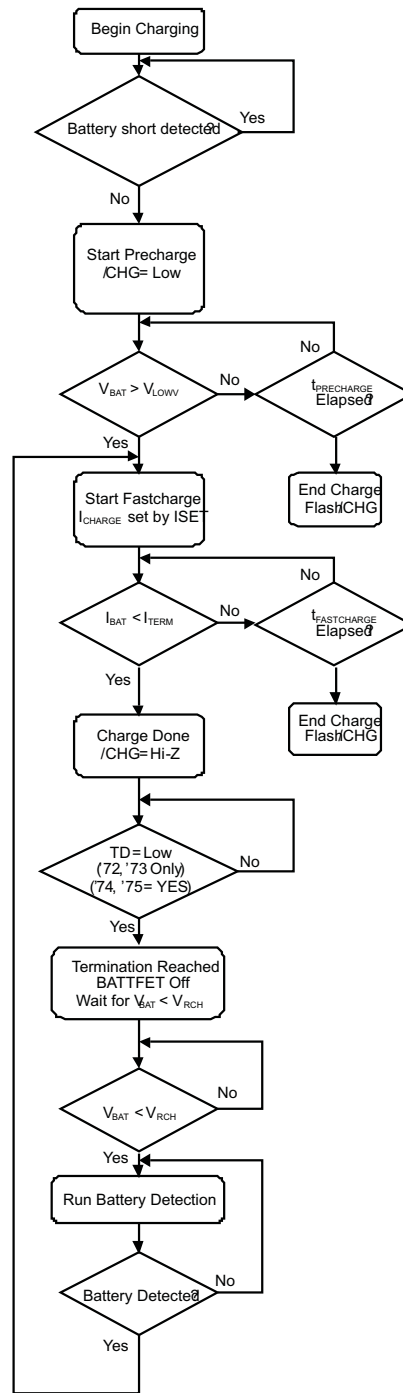 Begin Charging
Battery short detected?
Yes
No
Start Precharge
/CHG= Low
No
VBAT > VLOWV
No
tPRECHARGE
Elapsed?
Yes
End Charge
Flash/CHG
Start Fastcharge
ICHARGE set by ISET
No
IBAT < ITERM
No
tFASTCHARGE
Elapsed?
Yes
End Charge
Flash/CHG
Charge Done
/CHG=Hi-Z
TD=Low
('72, '73 Only)
('74, '75= YES)
No
Yes
Termination Reached
BATTFET Off
Wait for VBAT < VRCH
VBAT < VRCH
No
Yes
Run Battery Detection
Battery Detected?
No
Yes